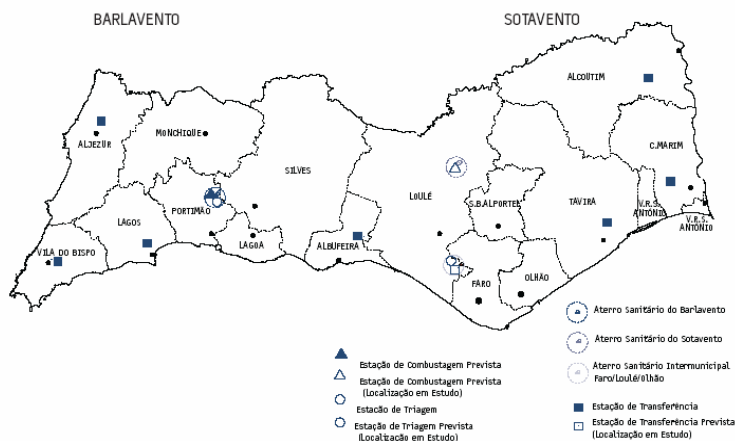 BARLAVENTO
SOTAVENTO
ALCOUTIM
MONCHIQUE
ALJEZUR
C.MARIM
SILVES
LOULÉ
S.B.ALPORTEL
TAVIRA
V.R.S.
ANTÓNIO
V.R.S.
ANTÓNIO
PORTIMÃO
LAGOS
LAGOA
ALBUFEIRA
VILA DO BISPO
FARO
OLHÃO
Aterro Sanitário do Barlavento
Aterro Sanitário do Sotavento
Aterro Sanitário Intermunicipal
Faro/Loulé/Olhão
Estação de Combustagem Prevista
Estação de Combustagem Prevista
(Localização em Estudo)
Estacão de Triagem
Estação de Triagem Prevista
(Localização em Estudo)
Estação de Transferência
Estação de Transferência Prevista
(Localização em Estudo)